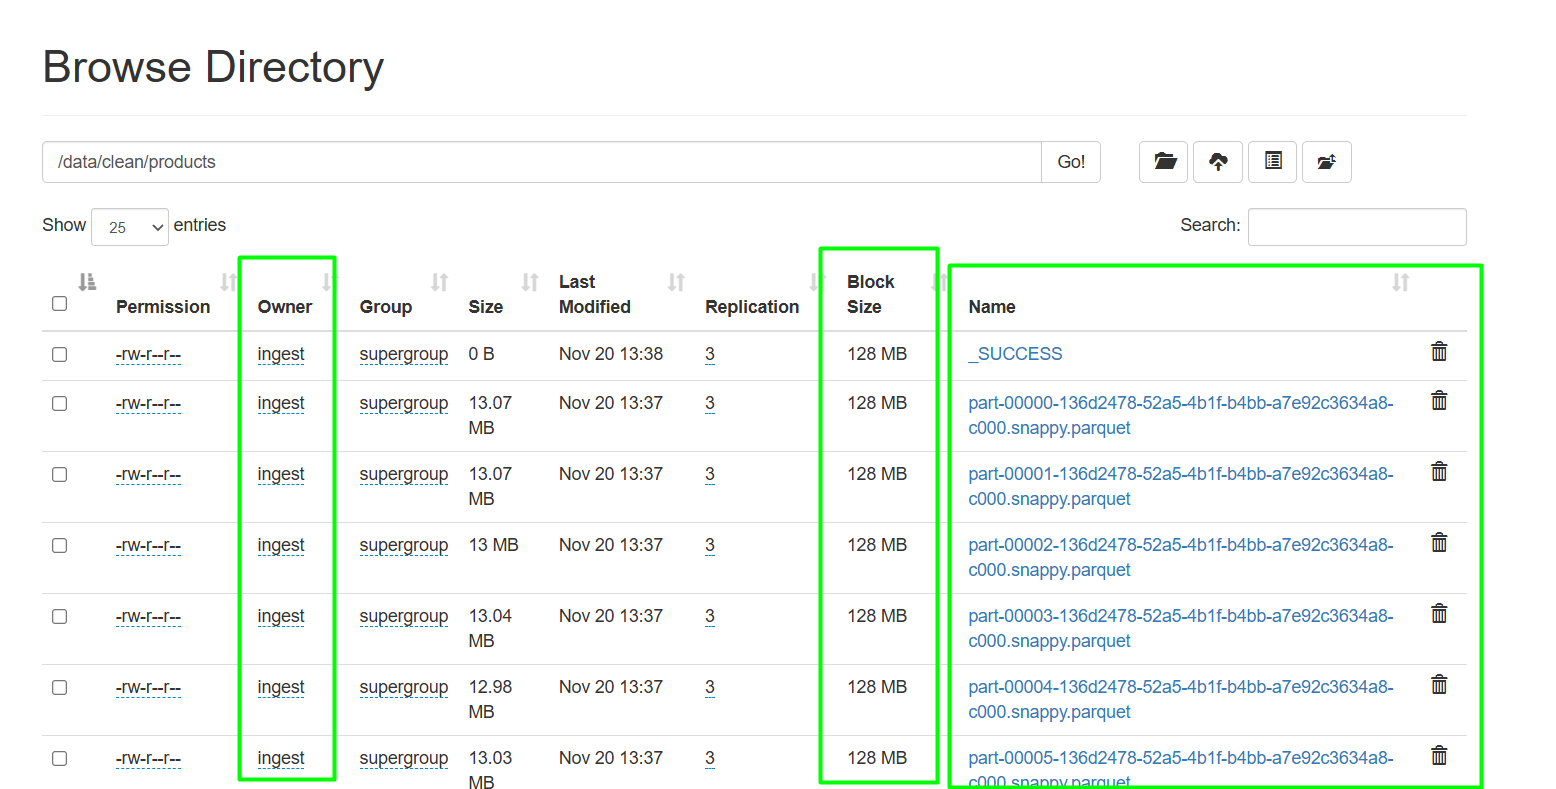 Browse Directory
/data/clean/products Go!
Show 25 entries Search:
Permission Owner Group Size Last Modified Replication Block Size Name
-rw-r--r-- ingest supergroup 0 B Nov 20 13:38 3 128 MB _SUCCESS
-rw-r--r-- ingest supergroup 13.07 MB Nov 20 13:37 3 128 MB part-00000-136d2478-52a5-4b1f-b4bb-a7e92c3634a8-c000.snappy.parquet
-rw-r--r-- ingest supergroup 13.07 MB Nov 20 13:37 3 128 MB part-00001-136d2478-52a5-4b1f-b4bb-a7e92c3634a8-c000.snappy.parquet
-rw-r--r-- ingest supergroup 13 MB Nov 20 13:37 3 128 MB part-00002-136d2478-52a5-4b1f-b4bb-a7e92c3634a8-c000.snappy.parquet
-rw-r--r-- ingest supergroup 13.04 MB Nov 20 13:37 3 128 MB part-00003-136d2478-52a5-4b1f-b4bb-a7e92c3634a8-c000.snappy.parquet
-rw-r--r-- ingest supergroup 12.98 MB Nov 20 13:37 3 128 MB part-00004-136d2478-52a5-4b1f-b4bb-a7e92c3634a8-c000.snappy.parquet
-rw-r--r-- ingest supergroup 13.03 MB Nov 20 13:37 3 128 MB part-00005-136d2478-52a5-4b1f-b4bb-a7e92c3634a8-c000.snappy.parquet